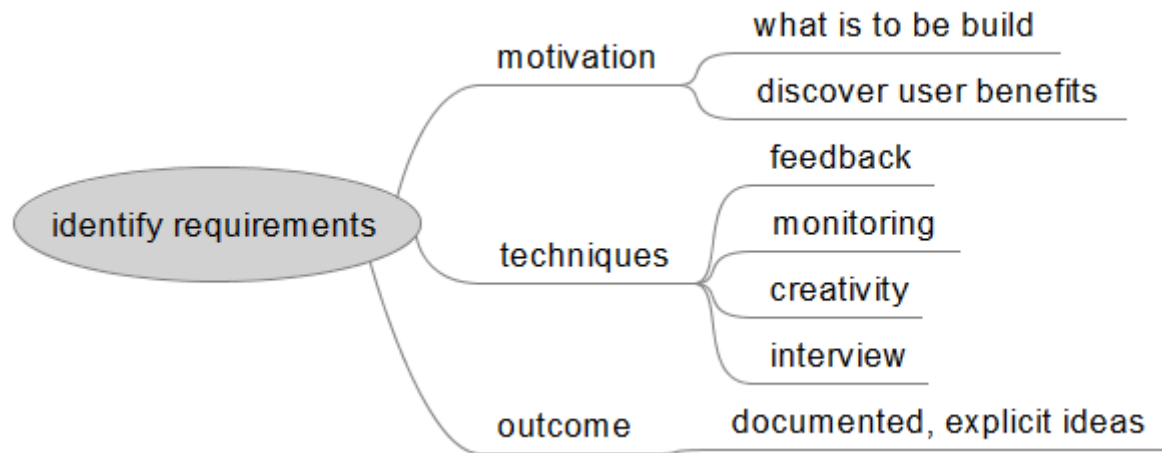 identify requirements
motivation
what is to be build
discover user benefits
techniques
feedback
monitoring
creativity
interview
outcome
documented, explicit ideas